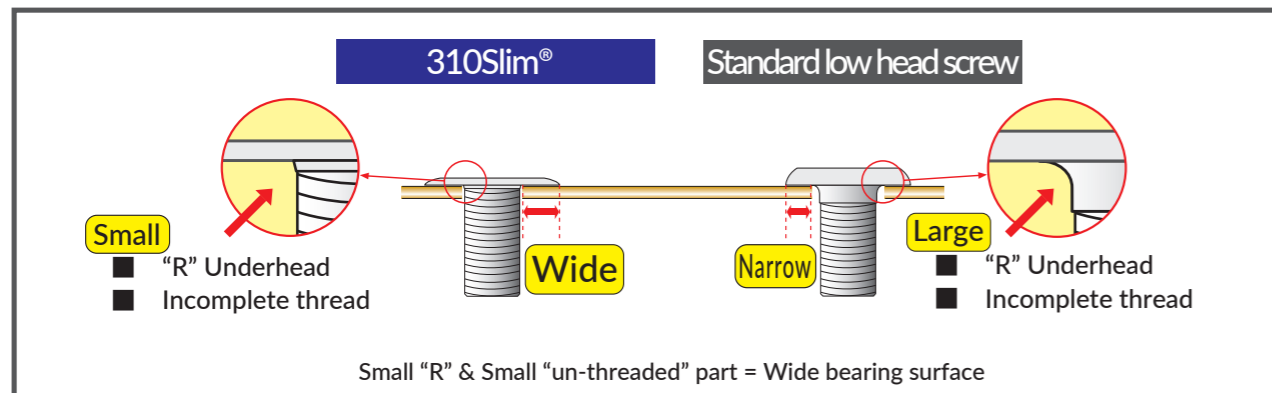 310Slim®
Standard low head screw
Small
■ “R” Underhead
■ Incomplete thread
Wide
Narrow
Large
■ “R” Underhead
■ Incomplete thread
Small “R” & Small “un-threaded” part = Wide bearing surface